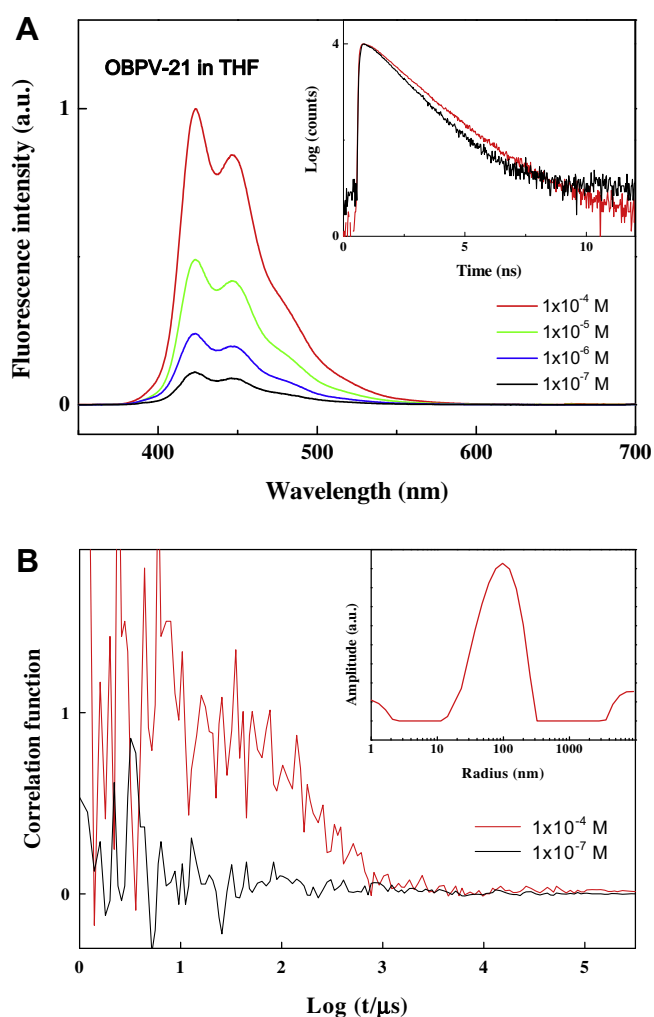 A
OBPV-21 in THF
Fluorescence intensity (a.u.)
1
0
400
500
600
700
Wavelength (nm)
Log (counts)
4
0
0
5
10
Time (ns)
1x10⁻⁴ M
1x10⁻⁵ M
1x10⁻⁶ M
1x10⁻⁷ M
B
Correlation function
1
0
0
1
2
3
4
5
Log (t/μs)
Amplitude (a.u.)
1
10
100
1000
Radius (nm)
1x10⁻⁴ M
1x10⁻⁷ M